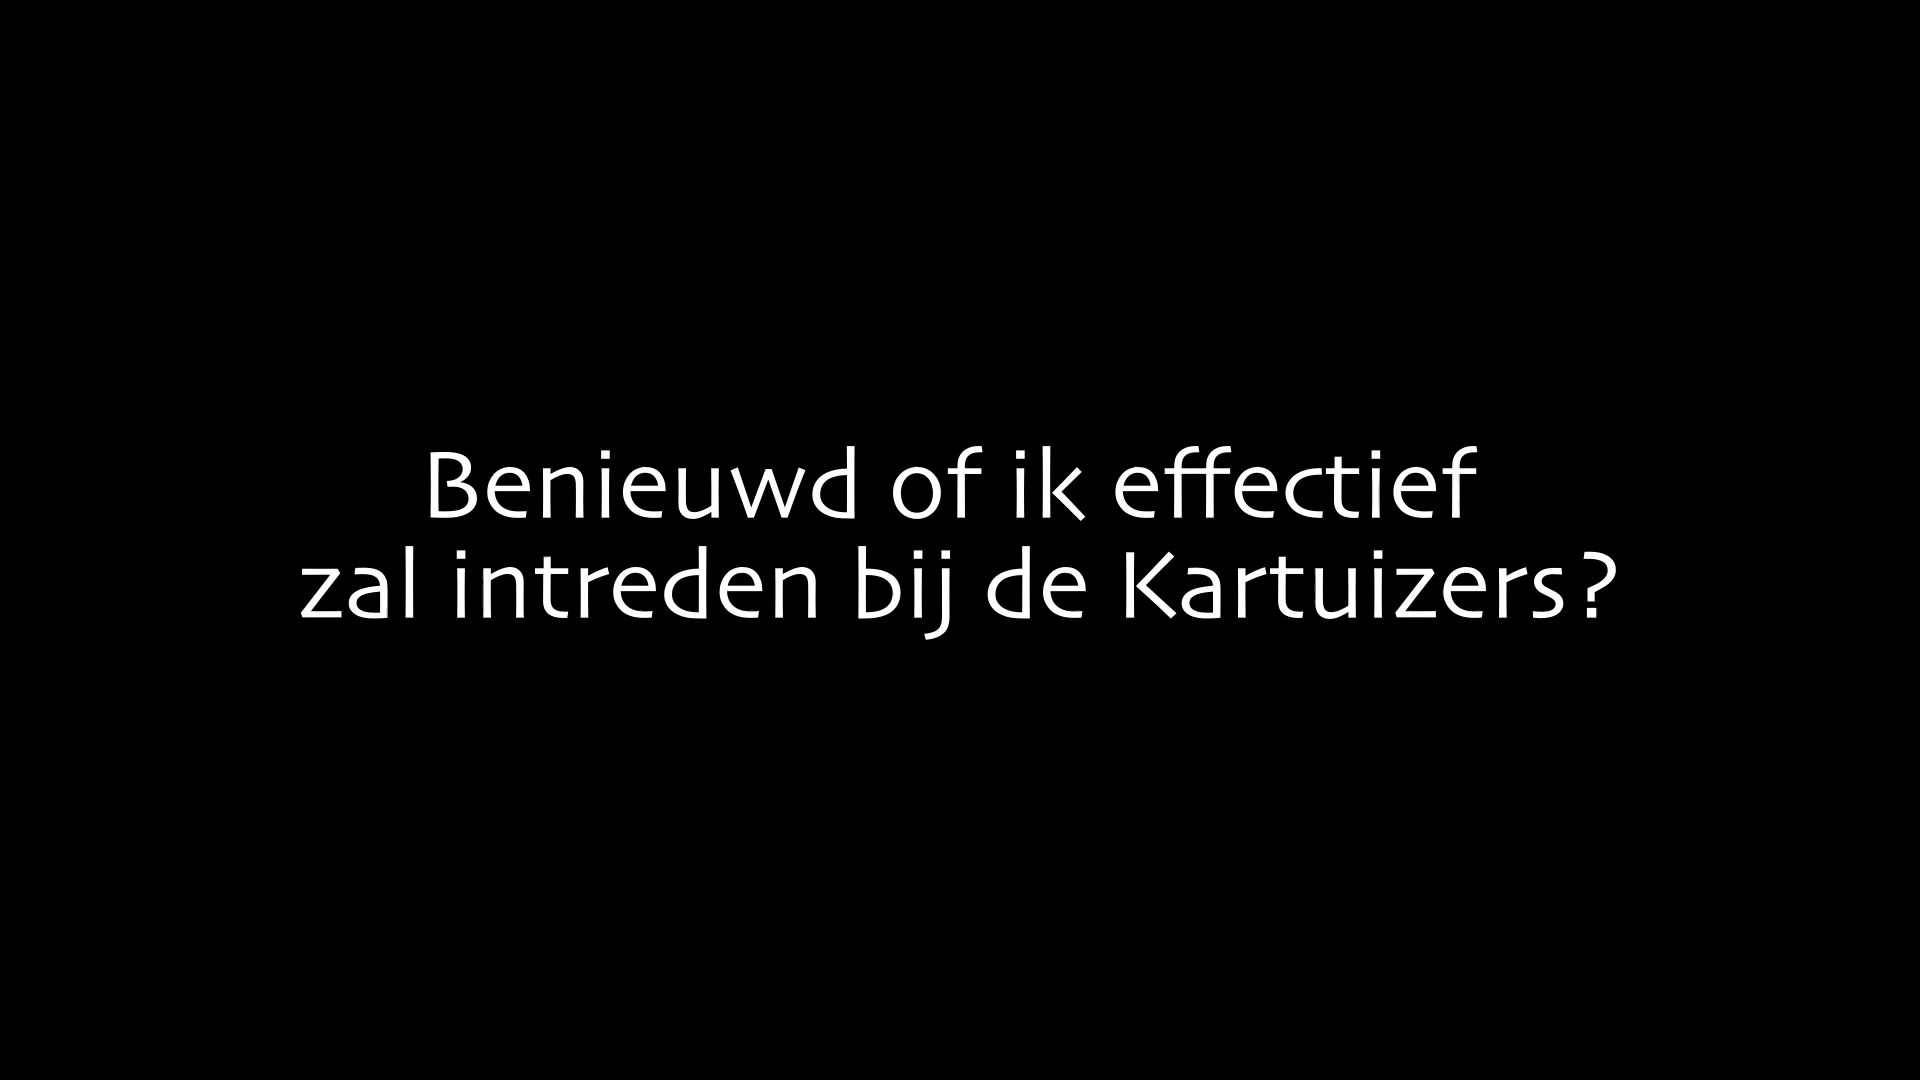 Benieuwd of ik effectief
zal intreden bij de Kartuizers?